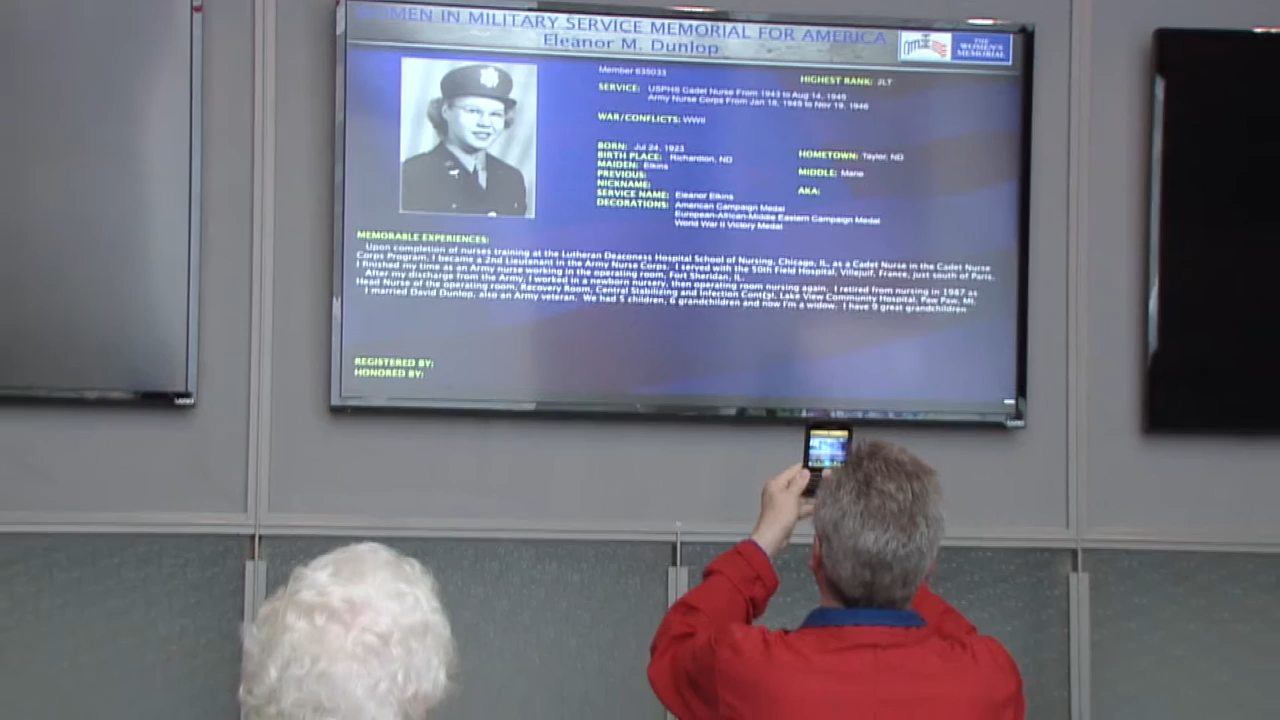 WOMEN IN MILITARY SERVICE MEMORIAL FOR AMERICA
Eleanor M. Dunlop
THE WOMEN'S MEMORIAL
Member 635033
HIGHEST RANK: 2LT
SERVICE: USPHS Cadet Nurse From 1943 to Aug 14, 1945
Army Nurse Corps From Jan 18, 1945 to Nov 19, 1946
WAR/CONFLICTS: WWII
BORN: Jul 24, 1923
BIRTH PLACE: Richardton, ND
HOMETOWN: Taylor, ND
MAIDEN: Elkins
MIDDLE: Marie
PREVIOUS:
NICKNAME:
AKA:
SERVICE NAME: Eleanor Elkins
DECORATIONS: American Campaign Medal
European-African-Middle Eastern Campaign Medal
World War II Victory Medal
MEMORABLE EXPERIENCES:
Upon completion of nurses training at the Lutheran Deaconess Hospital School of Nursing, Chicago, IL, as a Cadet Nurse in the Cadet Nurse
Corps Program, I became a 2nd Lieutenant in the Army Nurse Corps. I served with the 50th Field Hospital, Villejuif, France, just south of Paris.
I finished my time as an Army nurse working in the operating room, Fort Sheridan, IL.
After my discharge from the Army, I worked in a newborn nursery, then operating room nursing again. I retired from nursing in 1987 as
Head Nurse of the operating room, Recovery Room, Central Stabilizing and Infection Cont(s), Lake View Community Hospital, Paw Paw, MI.
I married David Dunlop, also an Army veteran. We had 5 children, 6 grandchildren and now I'm a widow. I have 9 great grandchildren
REGISTERED BY:
HONORED BY: